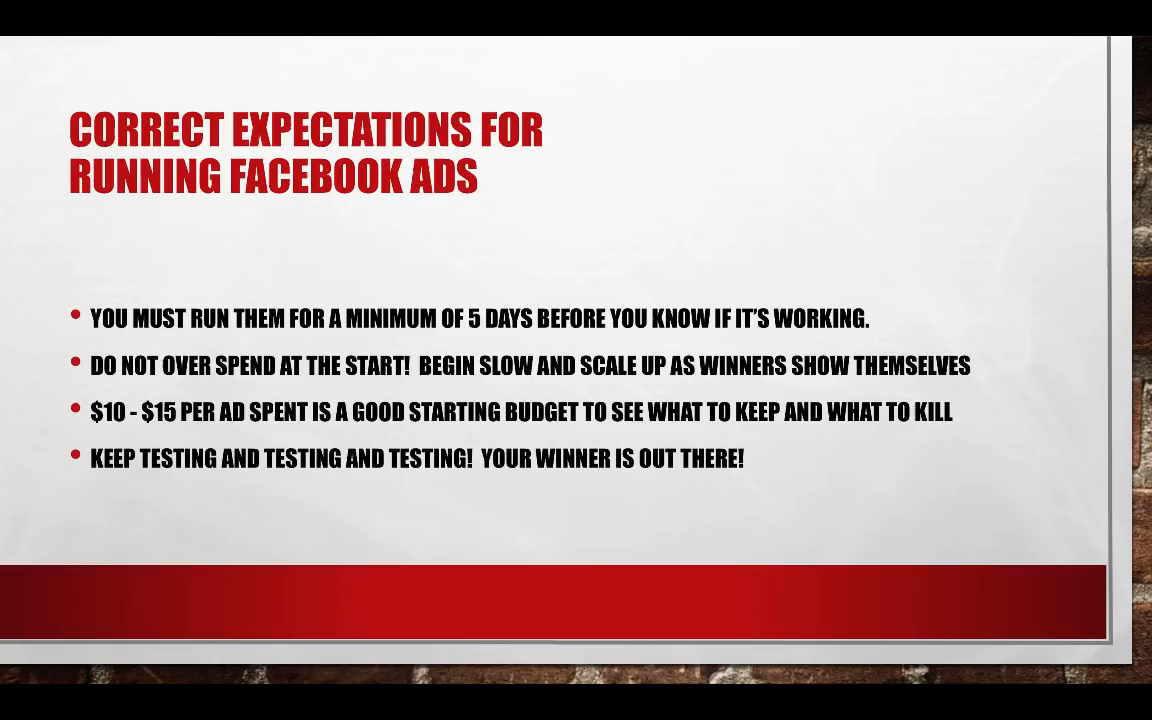 CORRECT EXPECTATIONS FOR
RUNNING FACEBOOK ADS
• YOU MUST RUN THEM FOR A MINIMUM OF 5 DAYS BEFORE YOU KNOW IF IT'S WORKING.
• DO NOT OVER SPEND AT THE START!  BEGIN SLOW AND SCALE UP AS WINNERS SHOW THEMSELVES
• $10 - $15 PER AD SPENT IS A GOOD STARTING BUDGET TO SEE WHAT TO KEEP AND WHAT TO KILL
• KEEP TESTING AND TESTING AND TESTING!  YOUR WINNER IS OUT THERE!